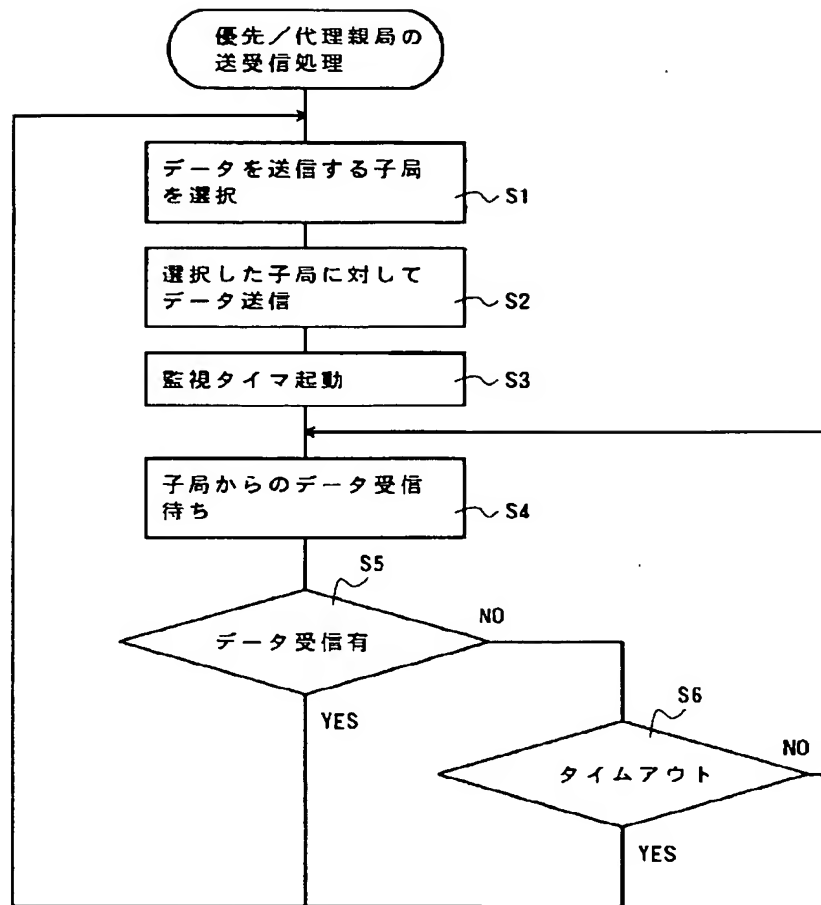 優先／代理親局の
送受信処理
データを送信する子局
を選択
S1
選択した子局に対して
データ送信
S2
監視タイマ起動
S3
子局からのデータ受信
待ち
S4
S5
データ受信有
NO
YES
S6
タイムアウト
NO
YES